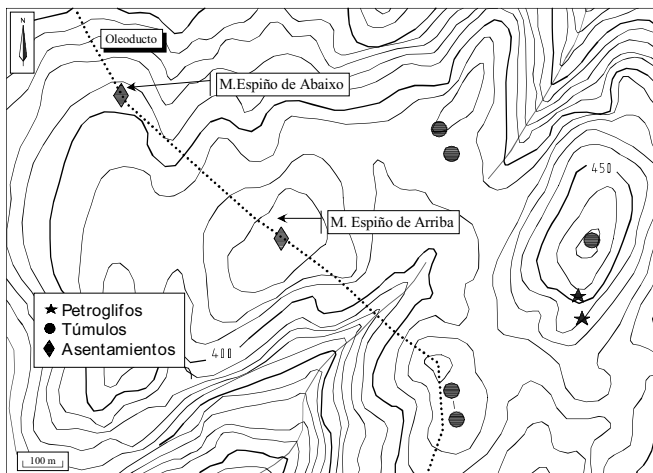 N
Oleoducto
M.Espiño de Abaixo
450
M. Espiño de Arriba
Petroglifos
Túmulos
Asentamientos
400
100 m